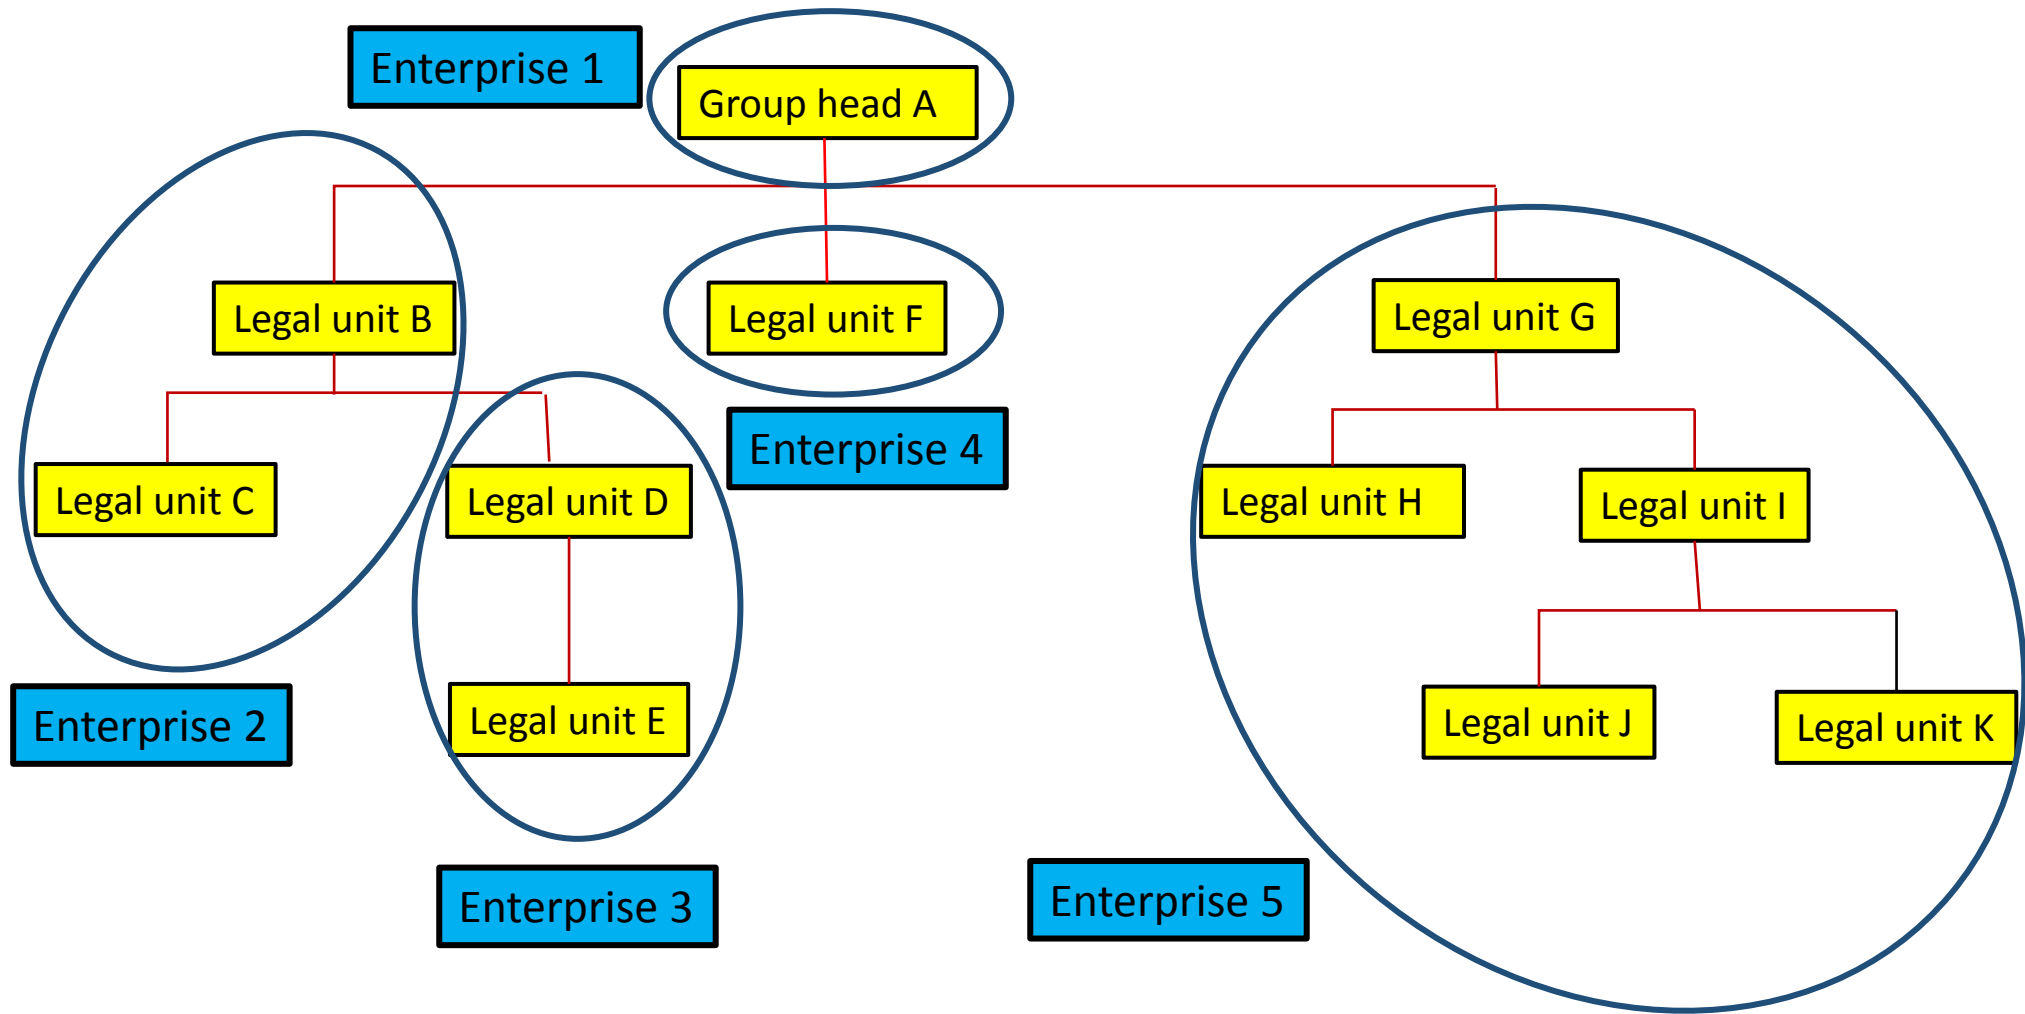 Enterprise 1
Group head A
Legal unit B
Legal unit F
Legal unit G
Enterprise 4
Legal unit C
Legal unit D
Legal unit H
Legal unit I
Enterprise 2
Legal unit E
Legal unit J
Legal unit K
Enterprise 3
Enterprise 5